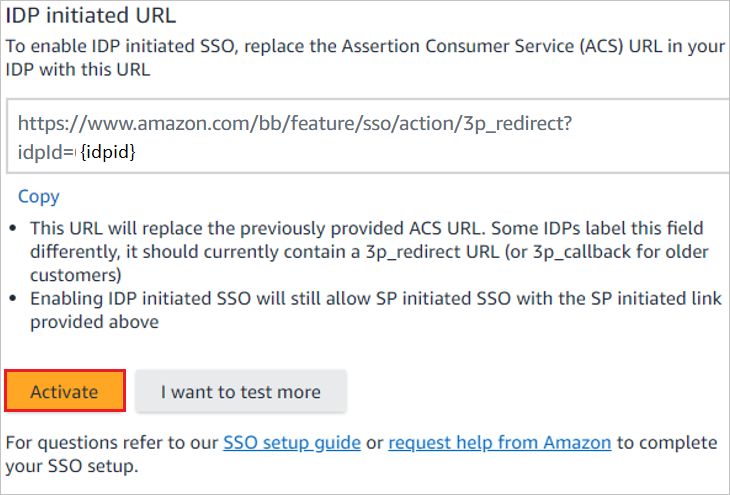 IDP initiated URL
To enable IDP initiated SSO, replace the Assertion Consumer Service (ACS) URL in your
IDP with this URL
https://www.amazon.com/bb/feature/sso/action/3p_redirect?
idpId={idpid}
Copy
• This URL will replace the previously provided ACS URL. Some IDPs label this field
differently, it should currently contain a 3p_redirect URL (or 3p_callback for older
customers)
• Enabling IDP initiated SSO will still allow SP initiated SSO with the SP initiated link
provided above
Activate I want to test more
For questions refer to our SSO setup guide or request help from Amazon to complete
your SSO setup.